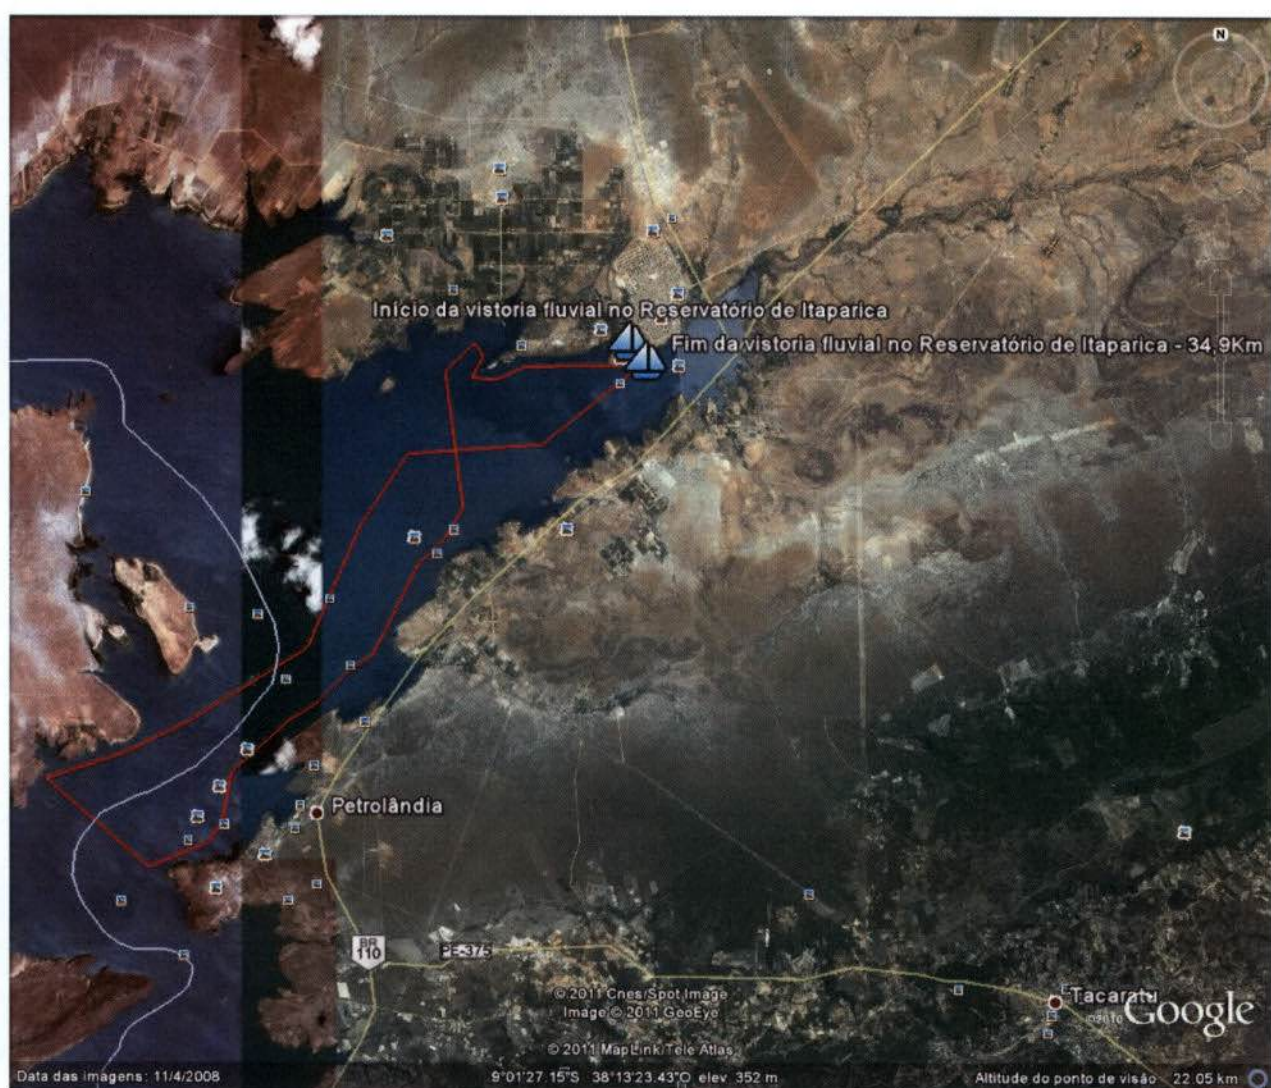 N
Início da vistoria fluvial no Reservatório de Itaparica
Fim da vistoria fluvial no Reservatório de Itaparica - 34,9Km
Petrolândia
BR
110
PE-375
© 2011 Cnes/Spot Image
Image © 2011 GeoEye
© 2011 MapLink/Tele Atlas
Tacaratu
Google
Data das imagens: 11/4/2008
9°01'27.15"S 38°13'23.43"O elev 352 m
Altitude do ponto de visão 22.05 km